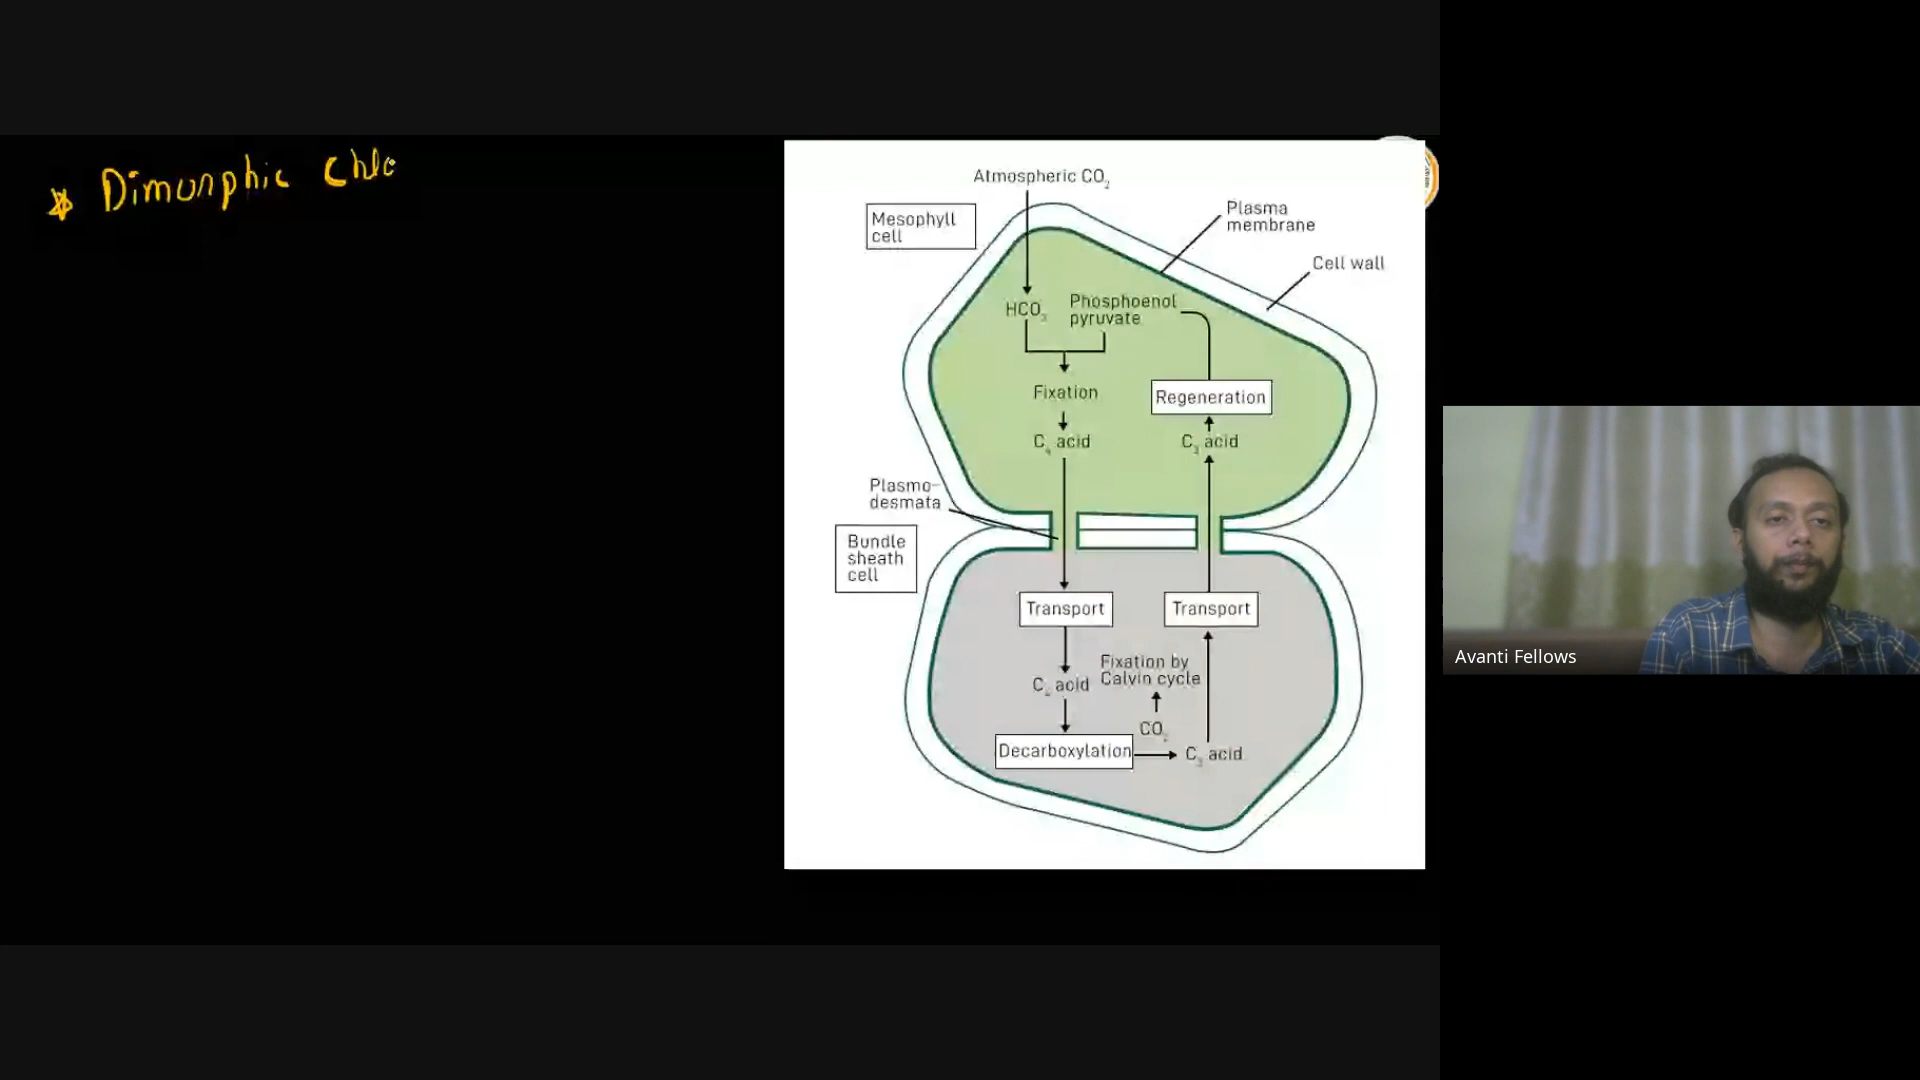 * Dimorphic Chlo
Atmospheric CO2
Mesophyll
cell
Plasma
membrane
Cell wall
HCO3
Phosphoenol
pyruvate
Fixation
Regeneration
C4 acid
C3 acid
Plasmo-
desmata
Bundle
sheath
cell
Transport
Transport
Fixation by
Calvin cycle
C4 acid
CO2
Decarboxylation
C3 acid
Avanti Fellows